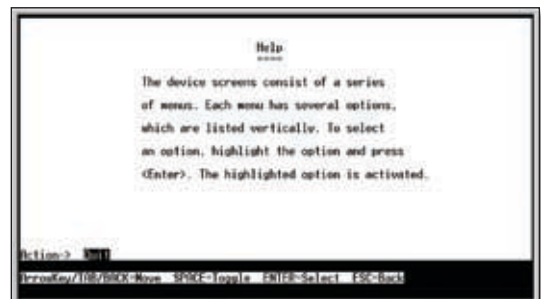 Help
====
The device screens consist of a series
of menus. Each menu has several options,
which are listed vertically. To select
an option, highlight the option and press
<Enter>. The highlighted option is activated.
Action-> Quit
ArrowKey/TAB/BACK-Move SPACE-Toggle ENTER-Select ESC-Back